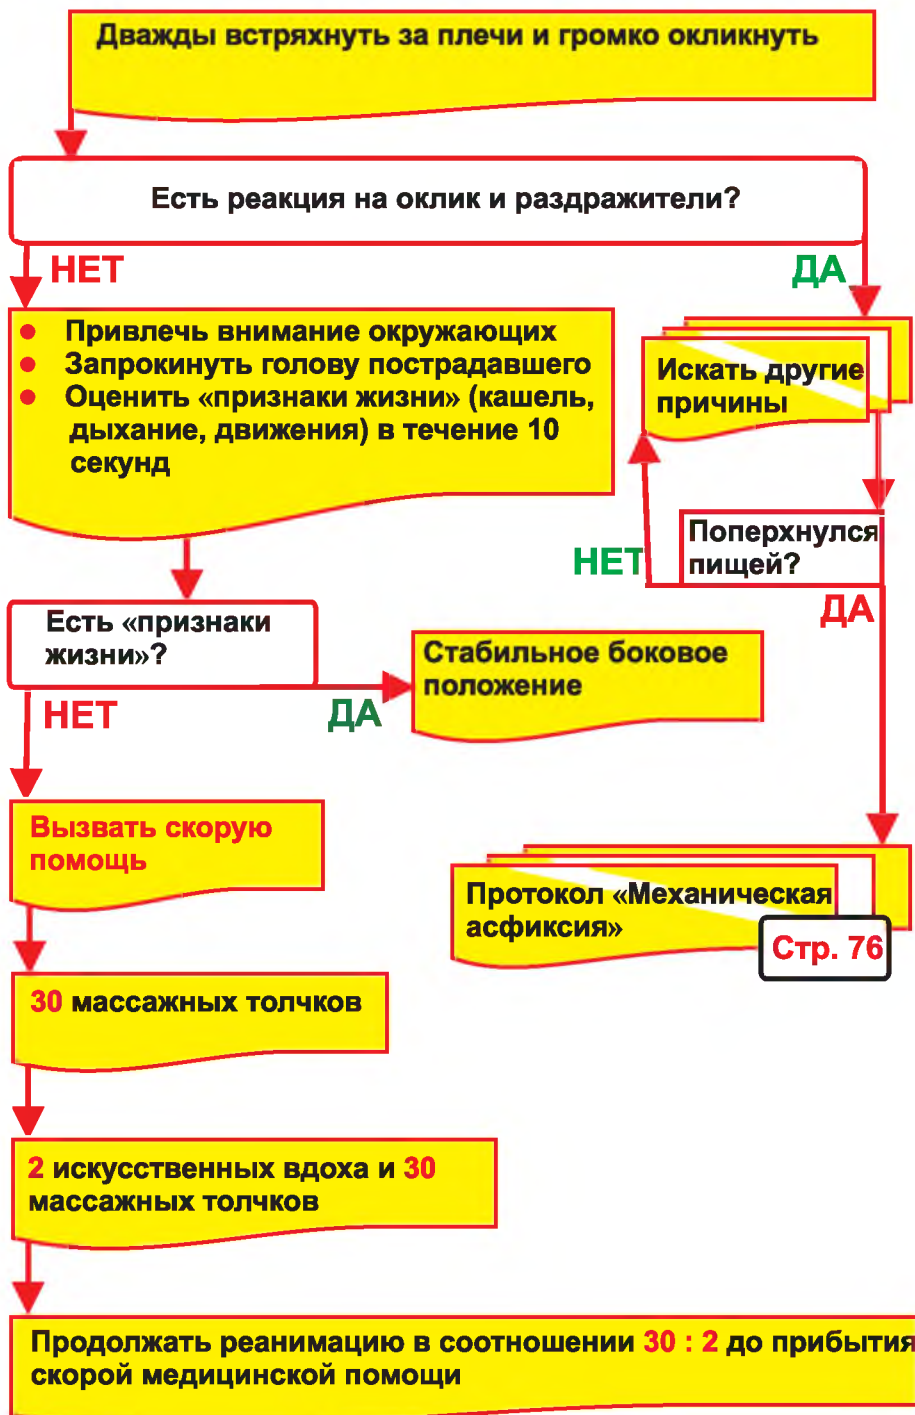 Дважды встряхнуть за плечи и громко окликнуть
Есть реакция на оклик и раздражители?
НЕТ
ДА
● Привлечь внимание окружающих
● Запрокинуть голову пострадавшего
● Оценить «признаки жизни» (кашель,
дыхание, движения) в течение 10
секунд
Искать другие
причины
Поперхнулся
пищей?
НЕТ
ДА
Есть «признаки
жизни»?
НЕТ
ДА
Стабильное боковое
положение
Вызвать скорую
помощь
Протокол «Механическая
асфиксия»
Стр. 76
30 массажных толчков
2 искусственных вдоха и 30
массажных толчков
Продолжать реанимацию в соотношении 30 : 2 до прибытия
скорой медицинской помощи